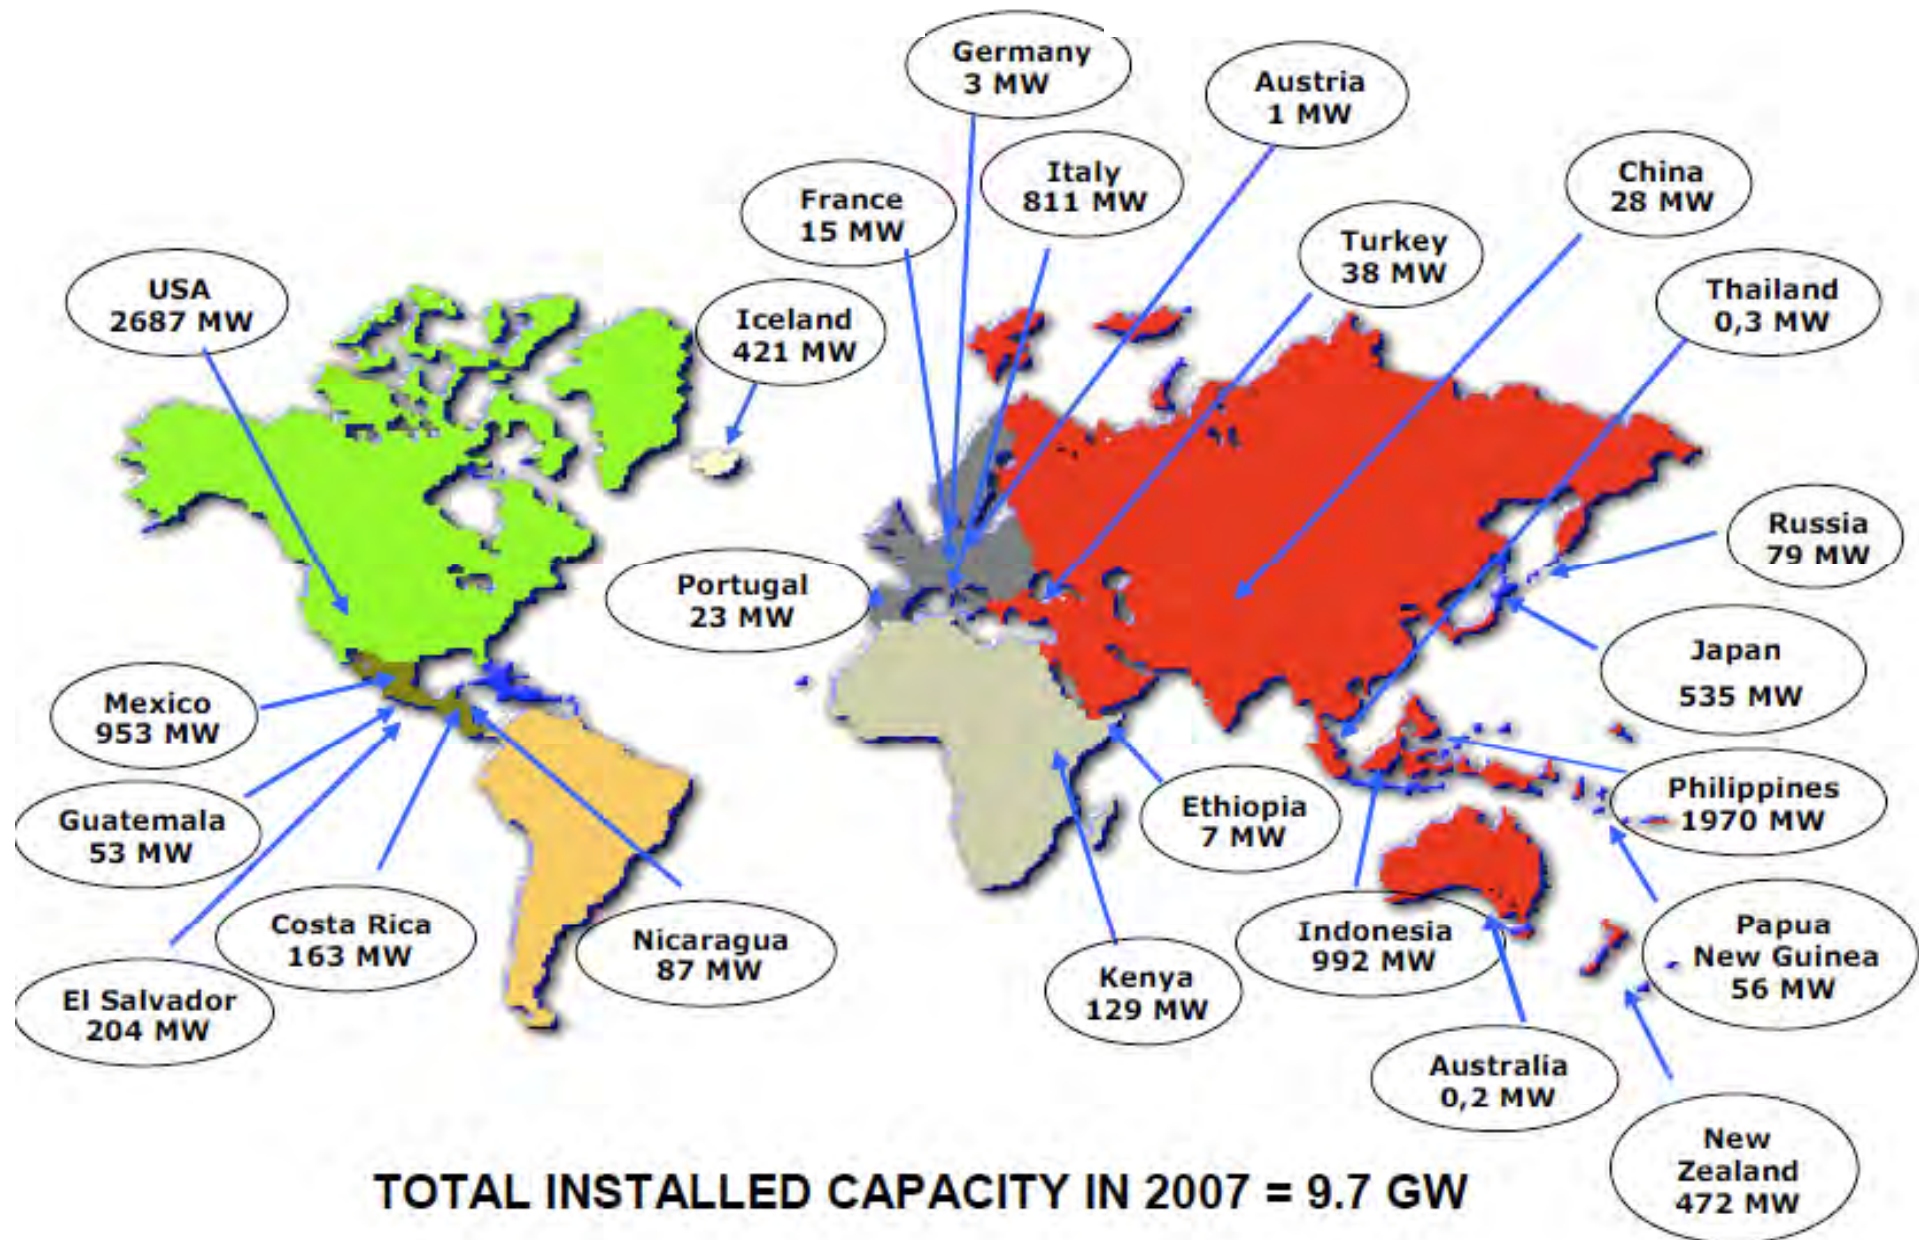 Germany
3 MW
Austria
1 MW
Italy
811 MW
China
28 MW
France
15 MW
Turkey
38 MW
USA
2687 MW
Iceland
421 MW
Thailand
0,3 MW
Russia
79 MW
Portugal
23 MW
Japan
535 MW
Mexico
953 MW
Philippines
1970 MW
Guatemala
53 MW
Ethiopia
7 MW
Costa Rica
163 MW
Nicaragua
87 MW
Indonesia
992 MW
Papua
New Guinea
56 MW
Kenya
129 MW
El Salvador
204 MW
Australia
0,2 MW
New
Zealand
472 MW
TOTAL INSTALLED CAPACITY IN 2007 = 9.7 GW